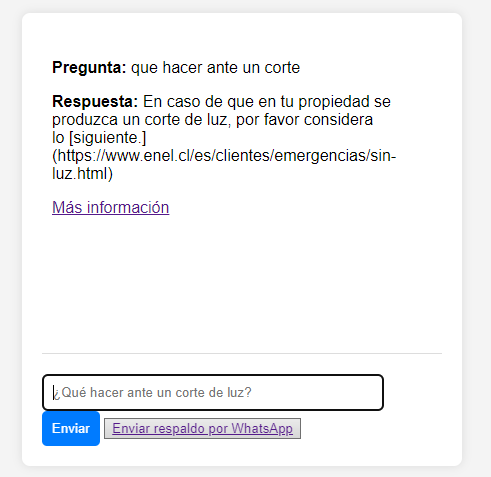 Pregunta: que hacer ante un corte
Respuesta: En caso de que en tu propiedad se
produzca un corte de luz, por favor considera
lo [siguiente.]
(https://www.enel.cl/es/clientes/emergencias/sin-
luz.html)
Más información
¿Qué hacer ante un corte de luz?
Enviar Enviar respaldo por WhatsApp